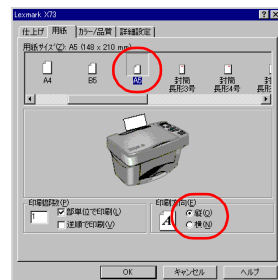 Lexmark X73
仕上げ 用紙 カラー/品質 詳細設定
用紙サイズ(Z): A5 (148 x 210 mm)
A4 B5 A5 封筒 長形3号 封筒 長形4号 封 長形
印刷部数(P)
1
部単位で印刷(L)
逆順で印刷(V)
印刷方向(E)
A
縦(O)
横(N)
OK キャンセル ヘルプ